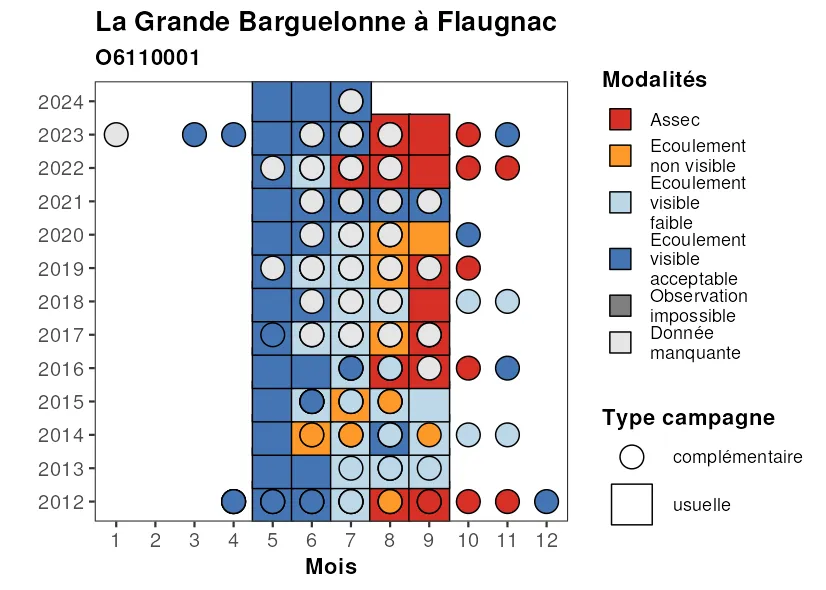 La Grande Barguelonne à Flaugnac
O6110001
2024
2023
2022
2021
2020
2019
2018
2017
2016
2015
2014
2013
2012
1 2 3 4 5 6 7 8 9 10 11 12
Mois
Modalités
Assec
Ecoulement
non visible
Ecoulement
visible
faible
Ecoulement
visible
acceptable
Observation
impossible
Donnée
manquante
Type campagne
complémentaire
usuelle